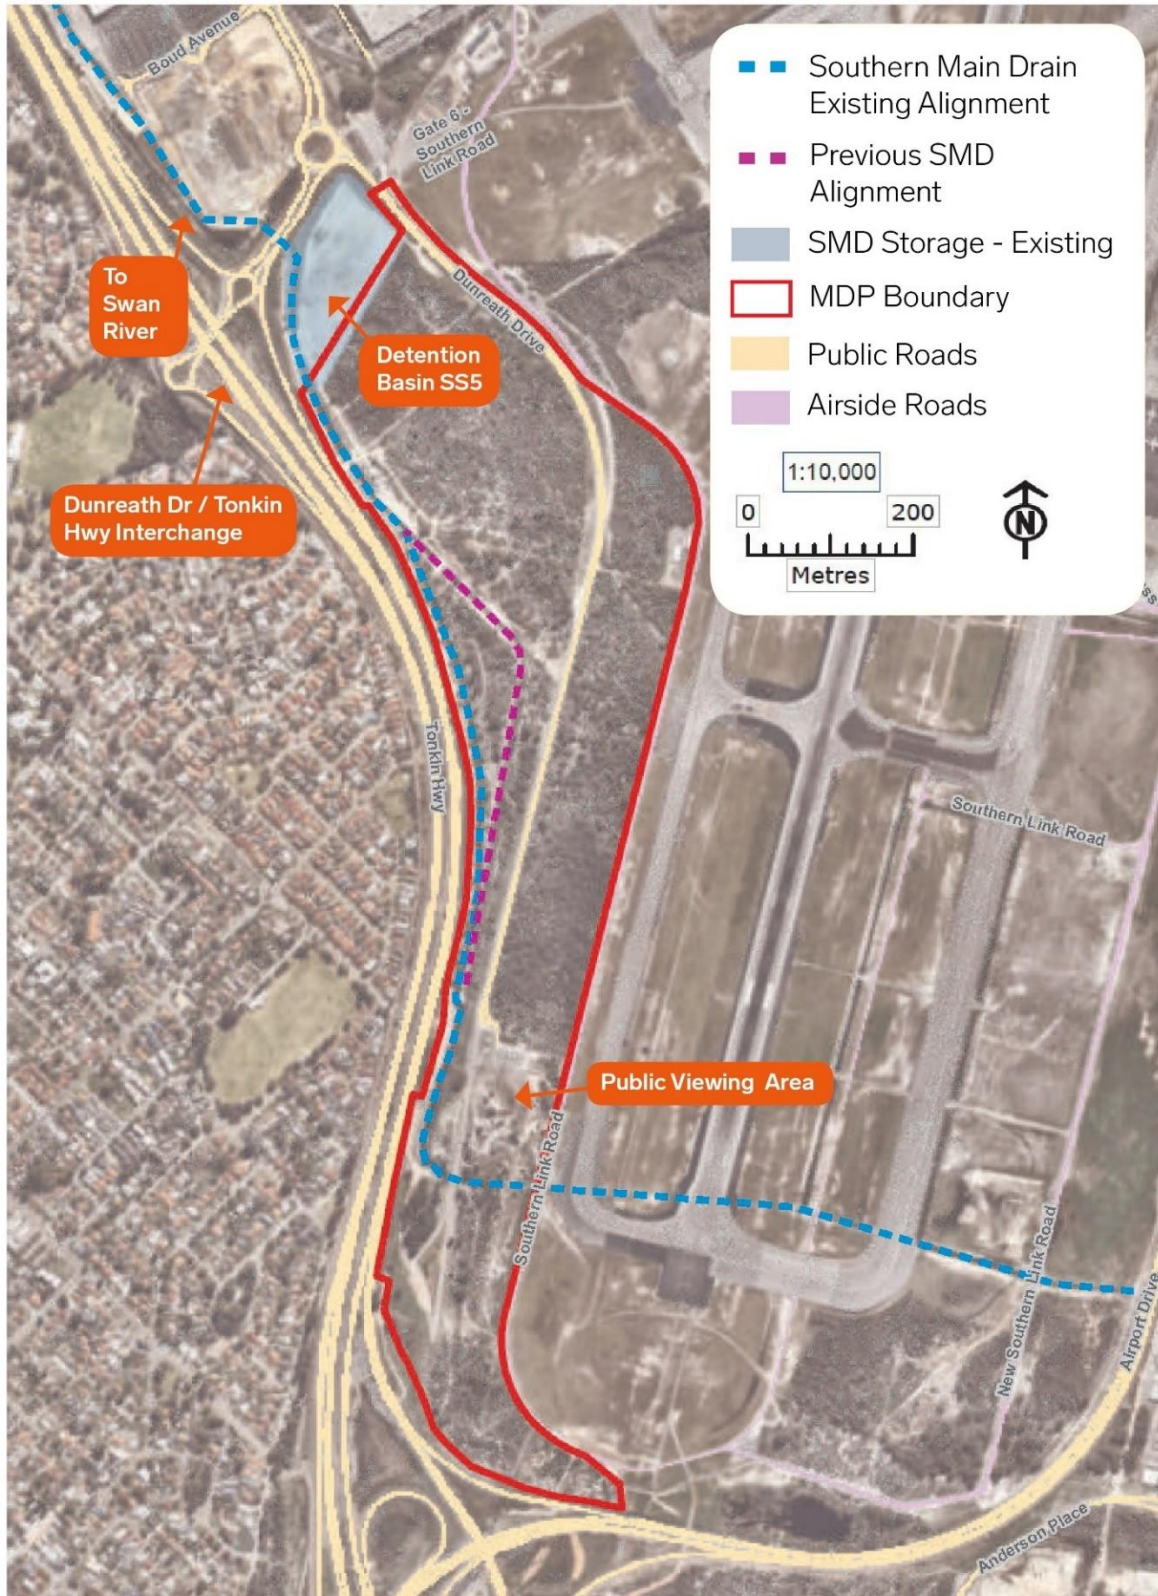 Boud Avenue
Gate 6 -
Southern
Link Road
Southern Main Drain
Existing Alignment
Previous SMD
Alignment
SMD Storage - Existing
MDP Boundary
Public Roads
Airside Roads
1:10,000
0
200
Metres
N
To
Swan
River
Dunreath Drive
Detention
Basin SS5
Dunreath Dr / Tonkin
Hwy Interchange
Tonkin Hwy
Southern Link Road
Public Viewing Area
Southern Link Road
New Southern Link Road
Airport Drive
Anderson Place